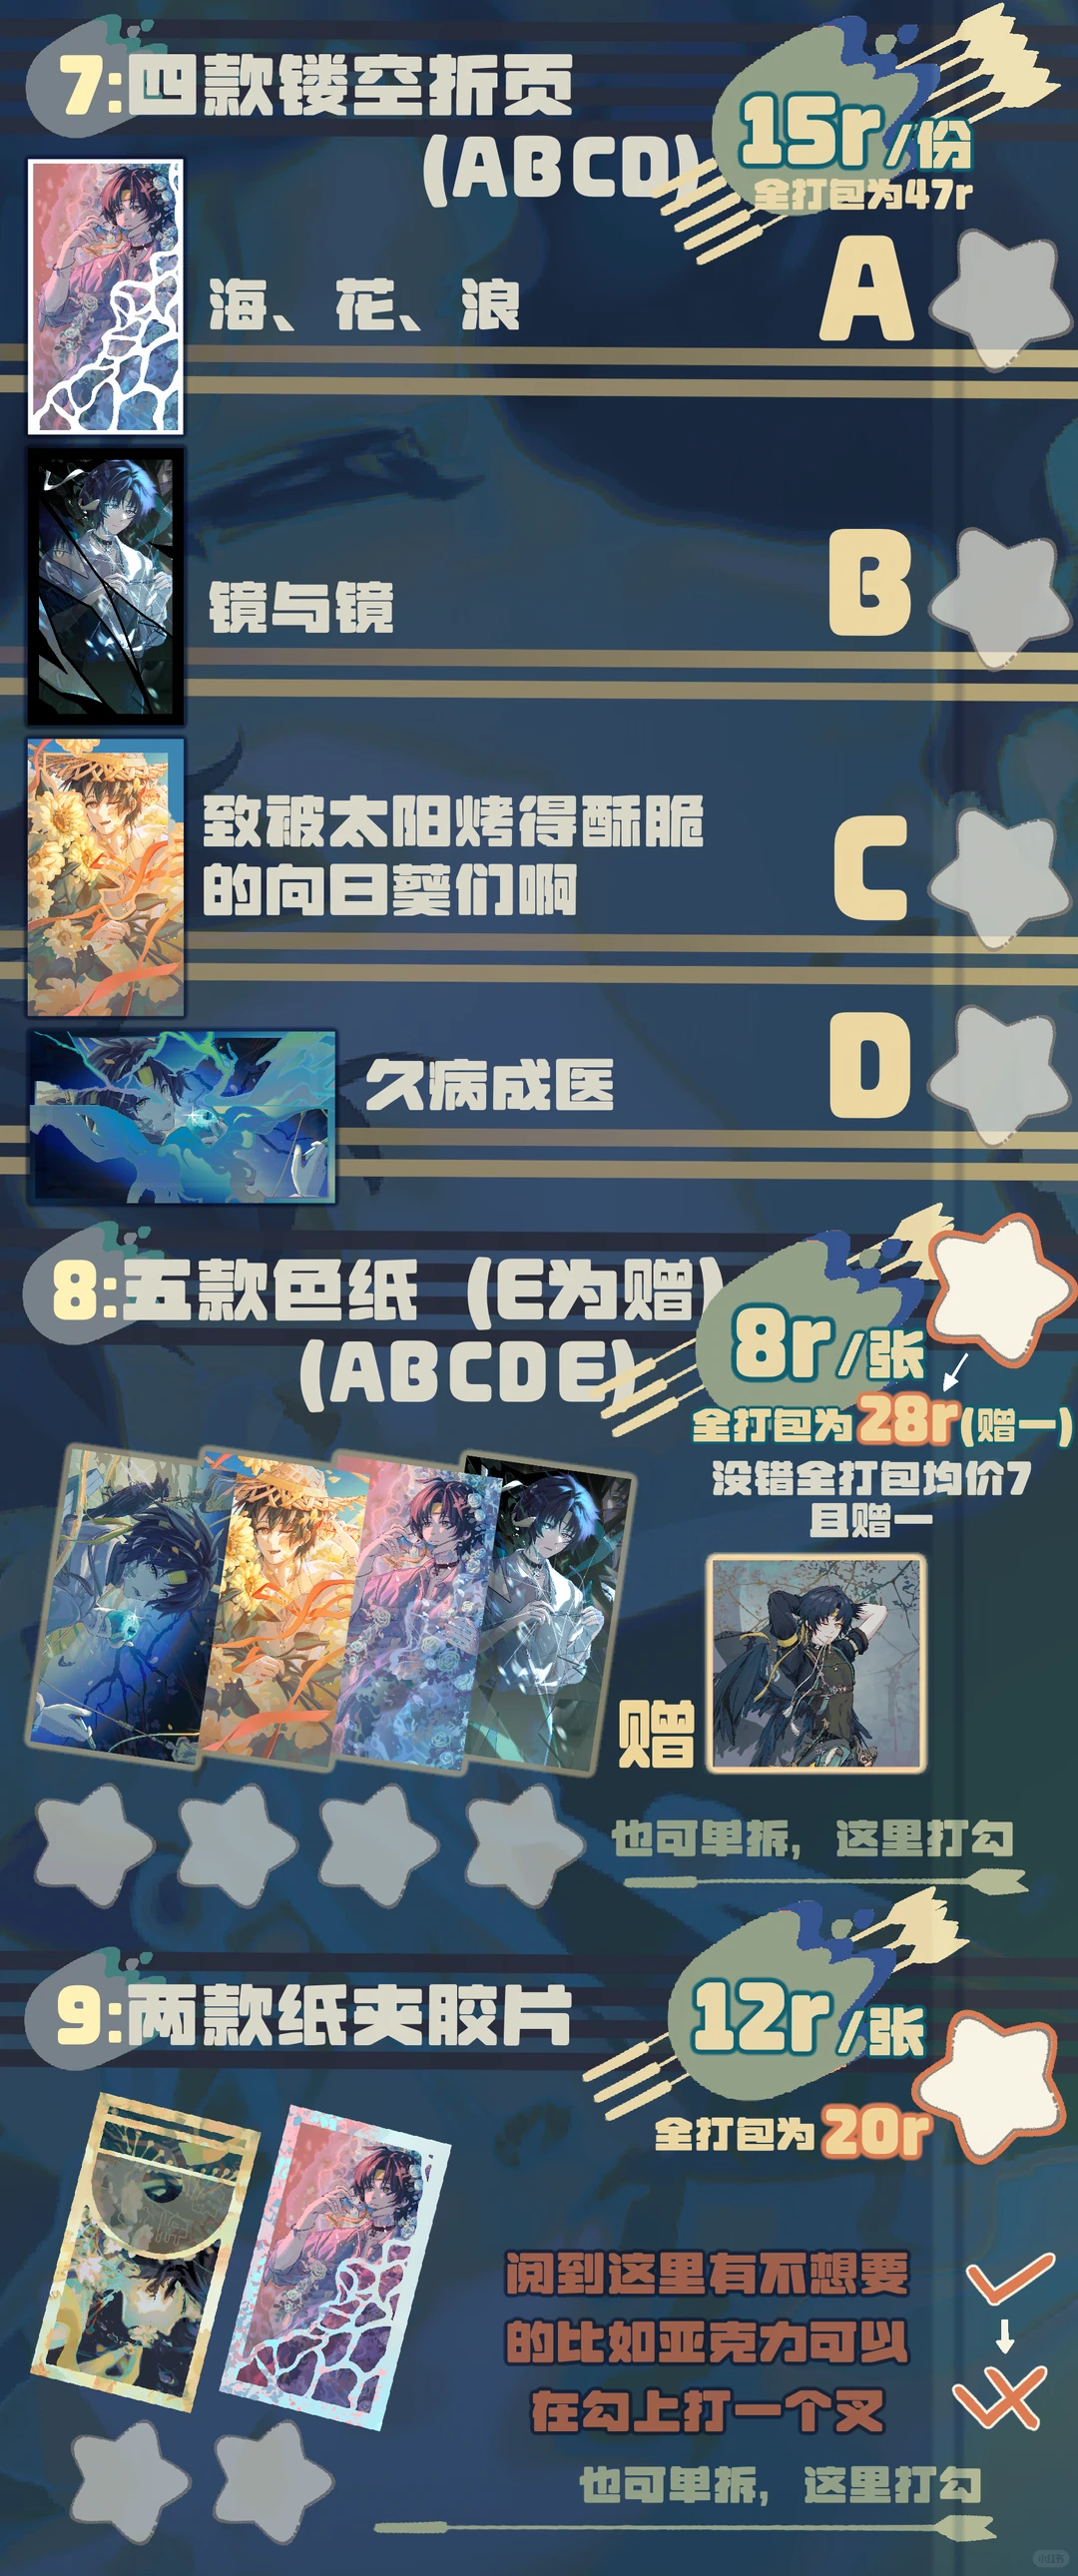 7:四款镂空折页
(ABCD)
15r/份
全打包为47r
海、花、浪
A
镜与镜
B
致被太阳烤得酥脆
的向日葵们啊
C
久病成医
D
8:五款色纸 (E为赠)
(ABCDE)
8r/张
全打包为28r(赠一)
没错全打包均价7
且赠一
赠
也可单拆, 这里打勾
9:两款纸夹胶片
12r/张
全打包为20r
阅到这里有不想要
的比如亚克力可以
在勾上打一个叉
也可单拆, 这里打勾
小红书